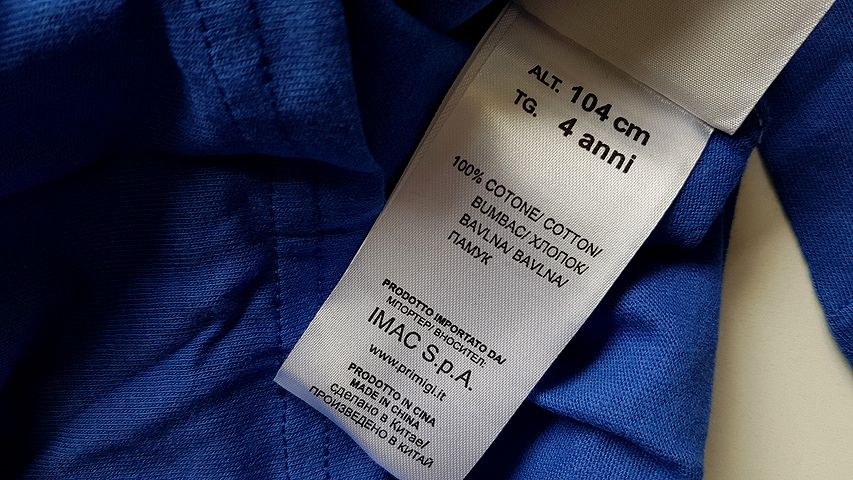 ALT. 104 cm
TG. 4 anni
100% COTONE/ COTTON/
BUMBAC/ ХЛОПОК/
BAVLNA/ BAVLNA/
ПАМУК
PRODOTTO IMPORTATO DA/
ИМПОРТЕР/ ВНОСИТЕЛ:
IMAC S.p.A.
www.primigi.it
PRODOTTO IN CINA
MADE IN CHINA
сделано в Китае/
ПРОИЗВЕДЕНО В КИТАЙ